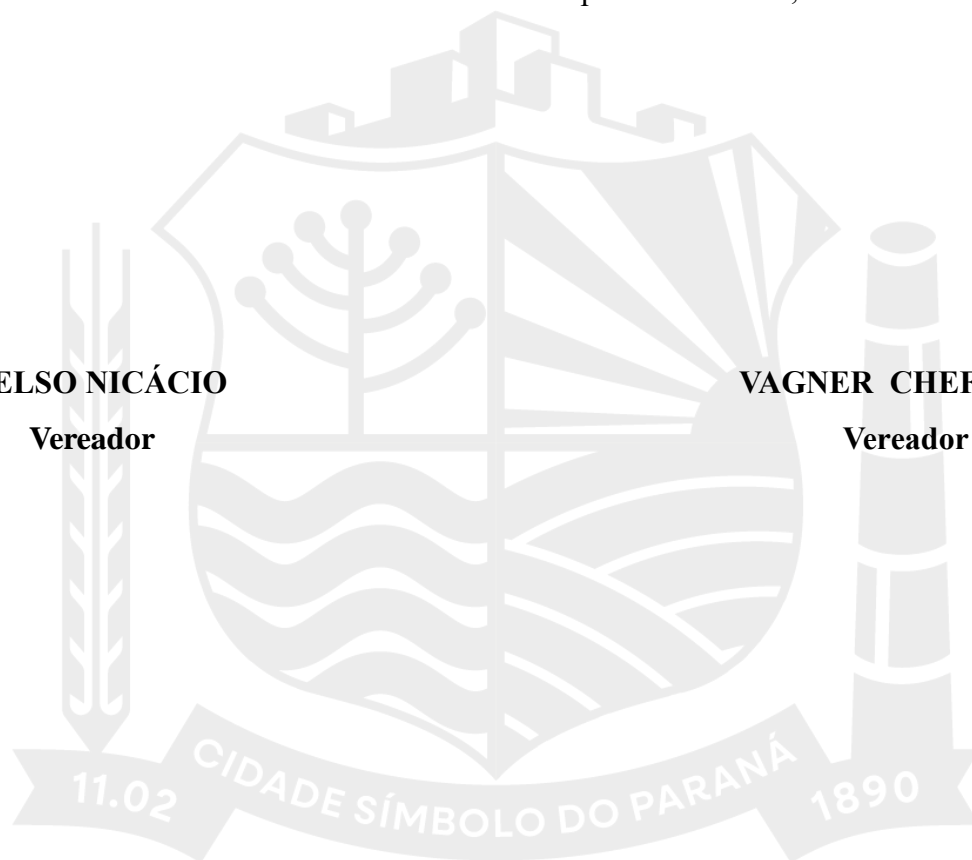 ELSO NICÁCIO
VAGNER CHEF
Vereador
Vereador
11.02
CIDADE SÍMBOLO DO PARANÁ
1890